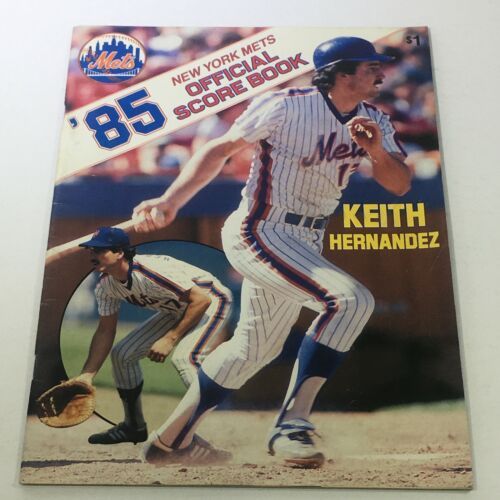 Mets
$1
NEW YORK METS
'85 OFFICIAL
SCORE BOOK
Mets
KEITH
HERNANDEZ